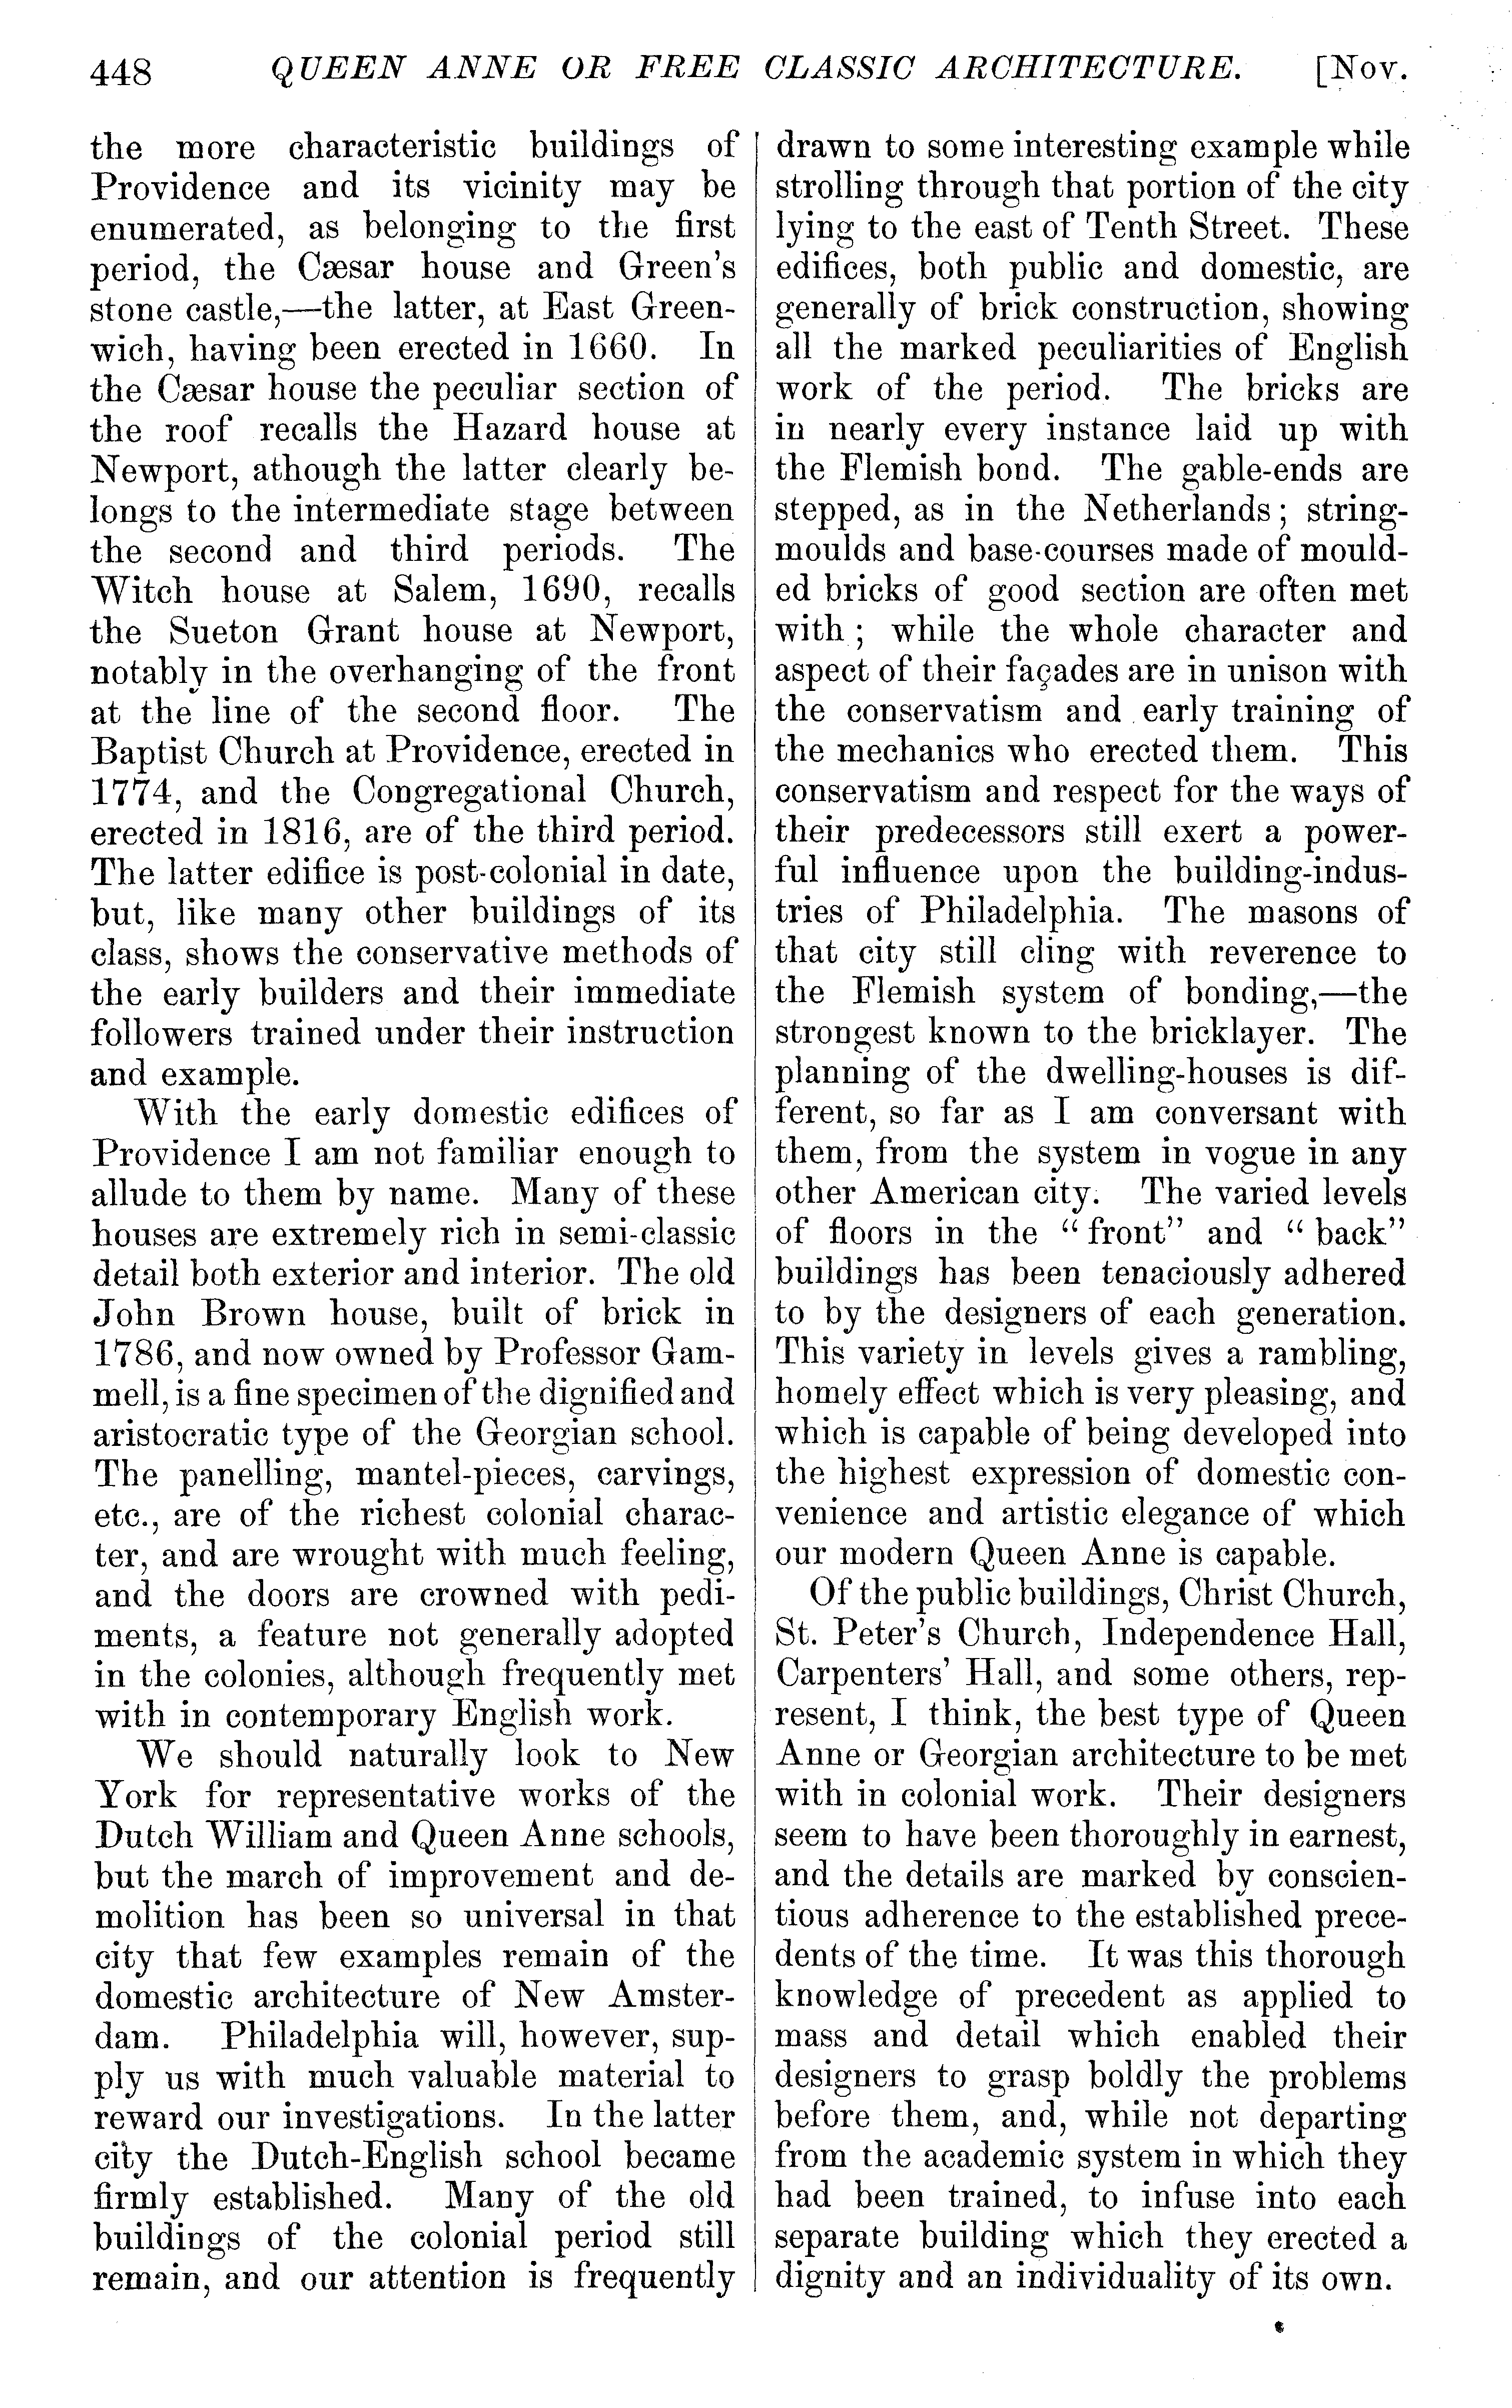 448 QUEEN ANNE OR FREE CLASSIC ARCHITECTURE. [Nov.
the more characteristic buildings of
Providence and its vicinity may be
enumerated, as belonging to the first
period, the Cæsar house and Green's
stone castle,—the latter, at East Green-
wich, having been erected in 1660. In
the Cæsar house the peculiar section of
the roof recalls the Hazard house at
Newport, athough the latter clearly be-
longs to the intermediate stage between
the second and third periods. The
Witch house at Salem, 1690, recalls
the Sueton Grant house at Newport,
notably in the overhanging of the front
at the line of the second floor. The
Baptist Church at Providence, erected in
1774, and the Congregational Church,
erected in 1816, are of the third period.
The latter edifice is post-colonial in date,
but, like many other buildings of its
class, shows the conservative methods of
the early builders and their immediate
followers trained under their instruction
and example.
With the early domestic edifices of
Providence I am not familiar enough to
allude to them by name. Many of these
houses are extremely rich in semi-classic
detail both exterior and interior. The old
John Brown house, built of brick in
1786, and now owned by Professor Gam-
mell, is a fine specimen of the dignified and
aristocratic type of the Georgian school.
The panelling, mantel-pieces, carvings,
etc., are of the richest colonial charac-
ter, and are wrought with much feeling,
and the doors are crowned with pedi-
ments, a feature not generally adopted
in the colonies, although frequently met
with in contemporary English work.
We should naturally look to New
York for representative works of the
Dutch William and Queen Anne schools,
but the march of improvement and de-
molition has been so universal in that
city that few examples remain of the
domestic architecture of New Amster-
dam. Philadelphia will, however, sup-
ply us with much valuable material to
reward our investigations. In the latter
city the Dutch-English school became
firmly established. Many of the old
buildings of the colonial period still
remain, and our attention is frequently
drawn to some interesting example while
strolling through that portion of the city
lying to the east of Tenth Street. These
edifices, both public and domestic, are
generally of brick construction, showing
all the marked peculiarities of English
work of the period. The bricks are
in nearly every instance laid up with
the Flemish bond. The gable-ends are
stepped, as in the Netherlands; string-
moulds and base-courses made of mould-
ed bricks of good section are often met
with; while the whole character and
aspect of their façades are in unison with
the conservatism and early training of
the mechanics who erected them. This
conservatism and respect for the ways of
their predecessors still exert a power-
ful influence upon the building-indus-
tries of Philadelphia. The masons of
that city still cling with reverence to
the Flemish system of bonding,—the
strongest known to the bricklayer. The
planning of the dwelling-houses is dif-
ferent, so far as I am conversant with
them, from the system in vogue in any
other American city. The varied levels
of floors in the "front" and "back"
buildings has been tenaciously adhered
to by the designers of each generation.
This variety in levels gives a rambling,
homely effect which is very pleasing, and
which is capable of being developed into
the highest expression of domestic con-
venience and artistic elegance of which
our modern Queen Anne is capable.
Of the public buildings, Christ Church,
St. Peter's Church, Independence Hall,
Carpenters' Hall, and some others, rep-
resent, I think, the best type of Queen
Anne or Georgian architecture to be met
with in colonial work. Their designers
seem to have been thoroughly in earnest,
and the details are marked by conscien-
tious adherence to the established prece-
dents of the time. It was this thorough
knowledge of precedent as applied to
mass and detail which enabled their
designers to grasp boldly the problems
before them, and, while not departing
from the academic system in which they
had been trained, to infuse into each
separate building which they erected a
dignity and an individuality of its own.